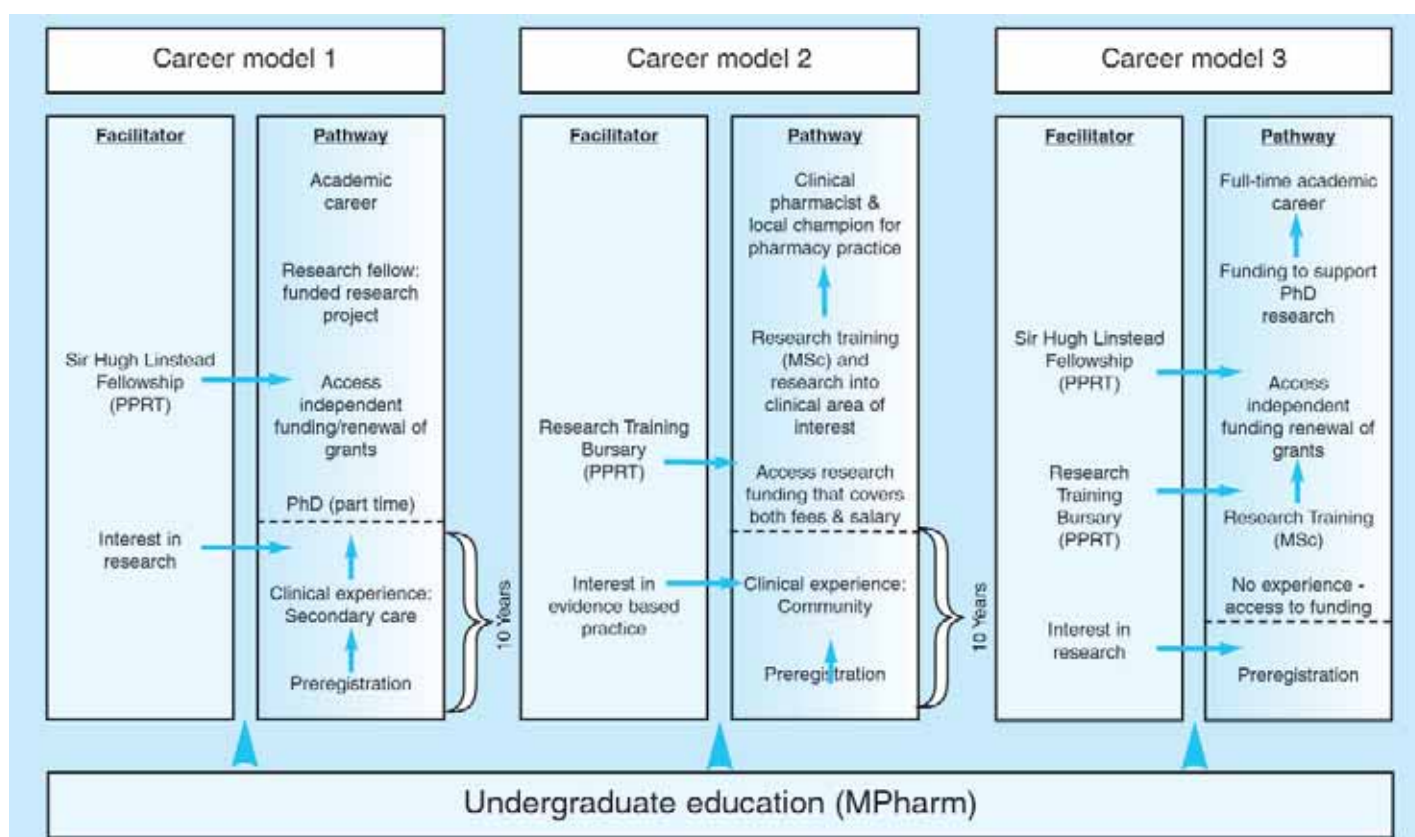 Career model 1
Facilitator
Sir Hugh Linstead
Fellowship
(PPRT)
Interest in
research
Pathway
Academic
career
Research fellow:
funded research
project
Access
independent
funding/renewal of
grants
PhD (part time)
Clinical experience:
Secondary care
Preregistration
10 Years
Career model 2
Facilitator
Research Training
Bursary
(PPRT)
Interest in
evidence based
practice
Pathway
Clinical
pharmacist &
local champion for
pharmacy practice
Research training
(MSc) and
research into
clinical area of
interest
Access research
funding that covers
both fees & salary
Clinical experience:
Community
Preregistration
10 Years
Career model 3
Facilitator
Sir Hugh Linstead
Fellowship
(PPRT)
Research
Training
Bursary
(PPRT)
Interest in
research
Pathway
Full-time academic
career
Funding to support
PhD
research
Access
independent
funding renewal of
grants
Research Training
(MSc)
No experience -
access to funding
Preregistration
Undergraduate education (MPharm)